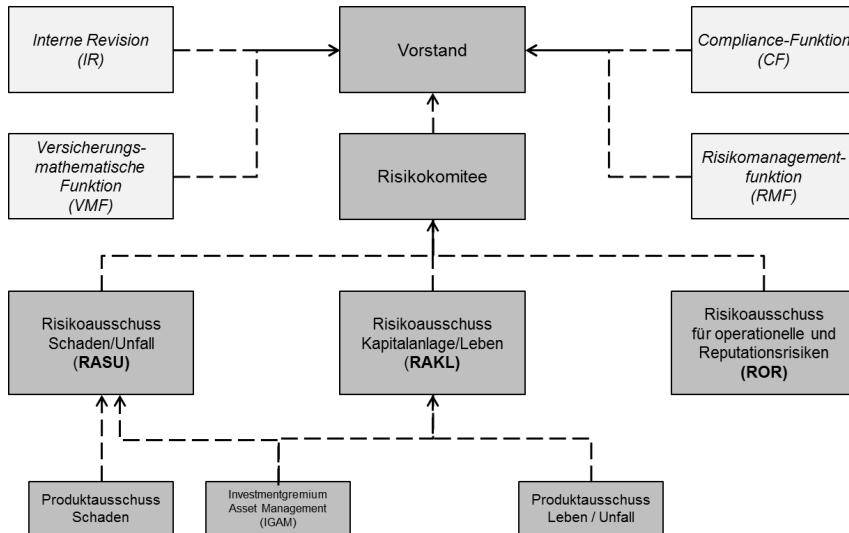 Interne Revision
(IR)
Vorstand
Compliance-Funktion
(CF)
Versicherungs-
mathematische
Funktion
(VMF)
Risikokomitee
Risikomanagement-
funktion
(RMF)
Risikoausschuss
Schaden/Unfall
(RASU)
Risikoausschuss
Kapitalanlage/Leben
(RAKL)
Risikoausschuss
für operationelle und
Reputationsrisiken
(ROR)
Produktausschuss
Schaden
Investmentgremium
Asset Management
(IGAM)
Produktausschuss
Leben / Unfall